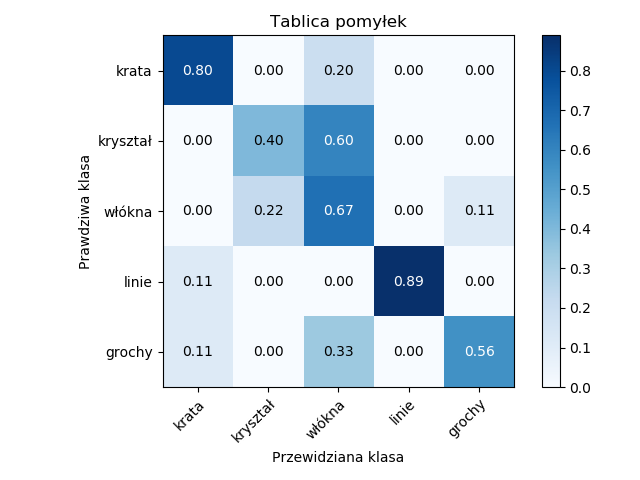 Tablica pomyłek
Prawdziwa klasa
krata 0.80 0.00 0.20 0.00 0.00
kryształ 0.00 0.40 0.60 0.00 0.00
włókna 0.00 0.22 0.67 0.00 0.11
linie 0.11 0.00 0.00 0.89 0.00
grochy 0.11 0.00 0.33 0.00 0.56
krata kryształ włókna linie grochy
Przewidziana klasa
0.8
0.7
0.6
0.5
0.4
0.3
0.2
0.1
0.0